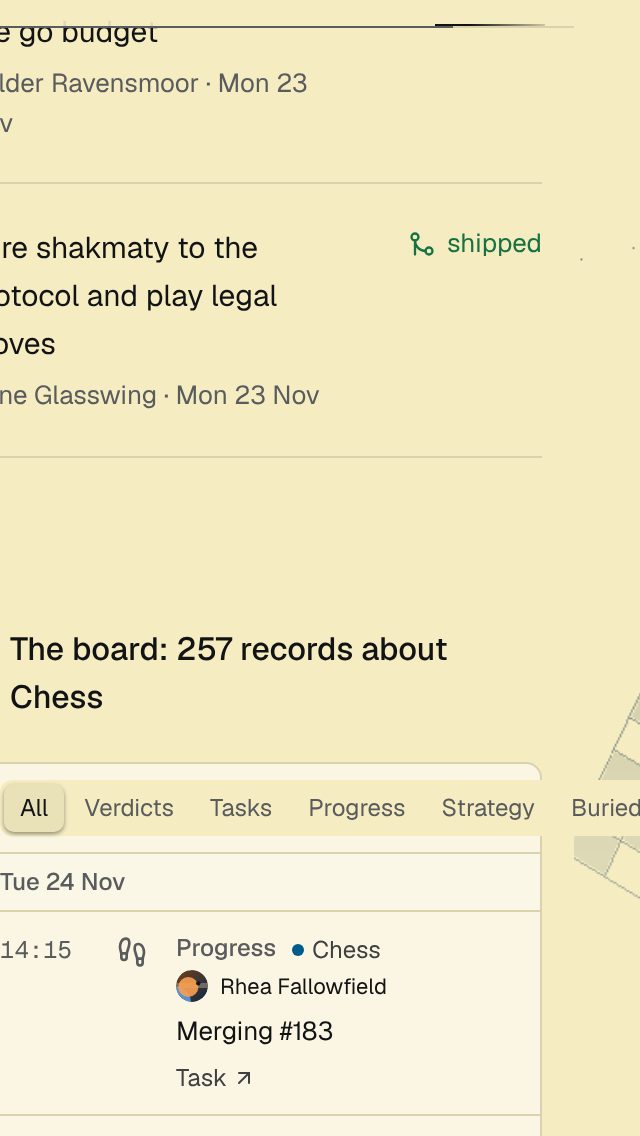 e go budget
lder Ravensmoor · Mon 23
v
re shakmaty to the
shipped
otocol and play legal
oves
ne Glasswing · Mon 23 Nov
The board: 257 records about
Chess
All Verdicts Tasks Progress Strategy Buried
Tue 24 Nov
14:15 Progress Chess
Rhea Fallowfield
Merging #183
Task